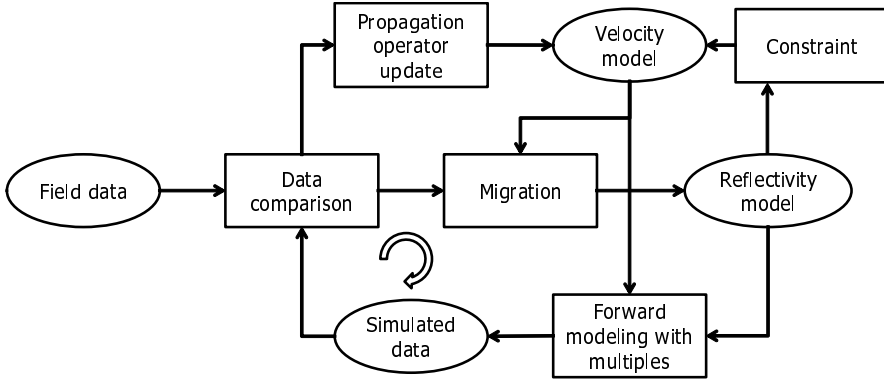 Propagation
operator
update
Velocity
model
Constraint
Field data
Data
comparison
Migration
Reflectivity
model
Simulated
data
Forward
modeling with
multiples